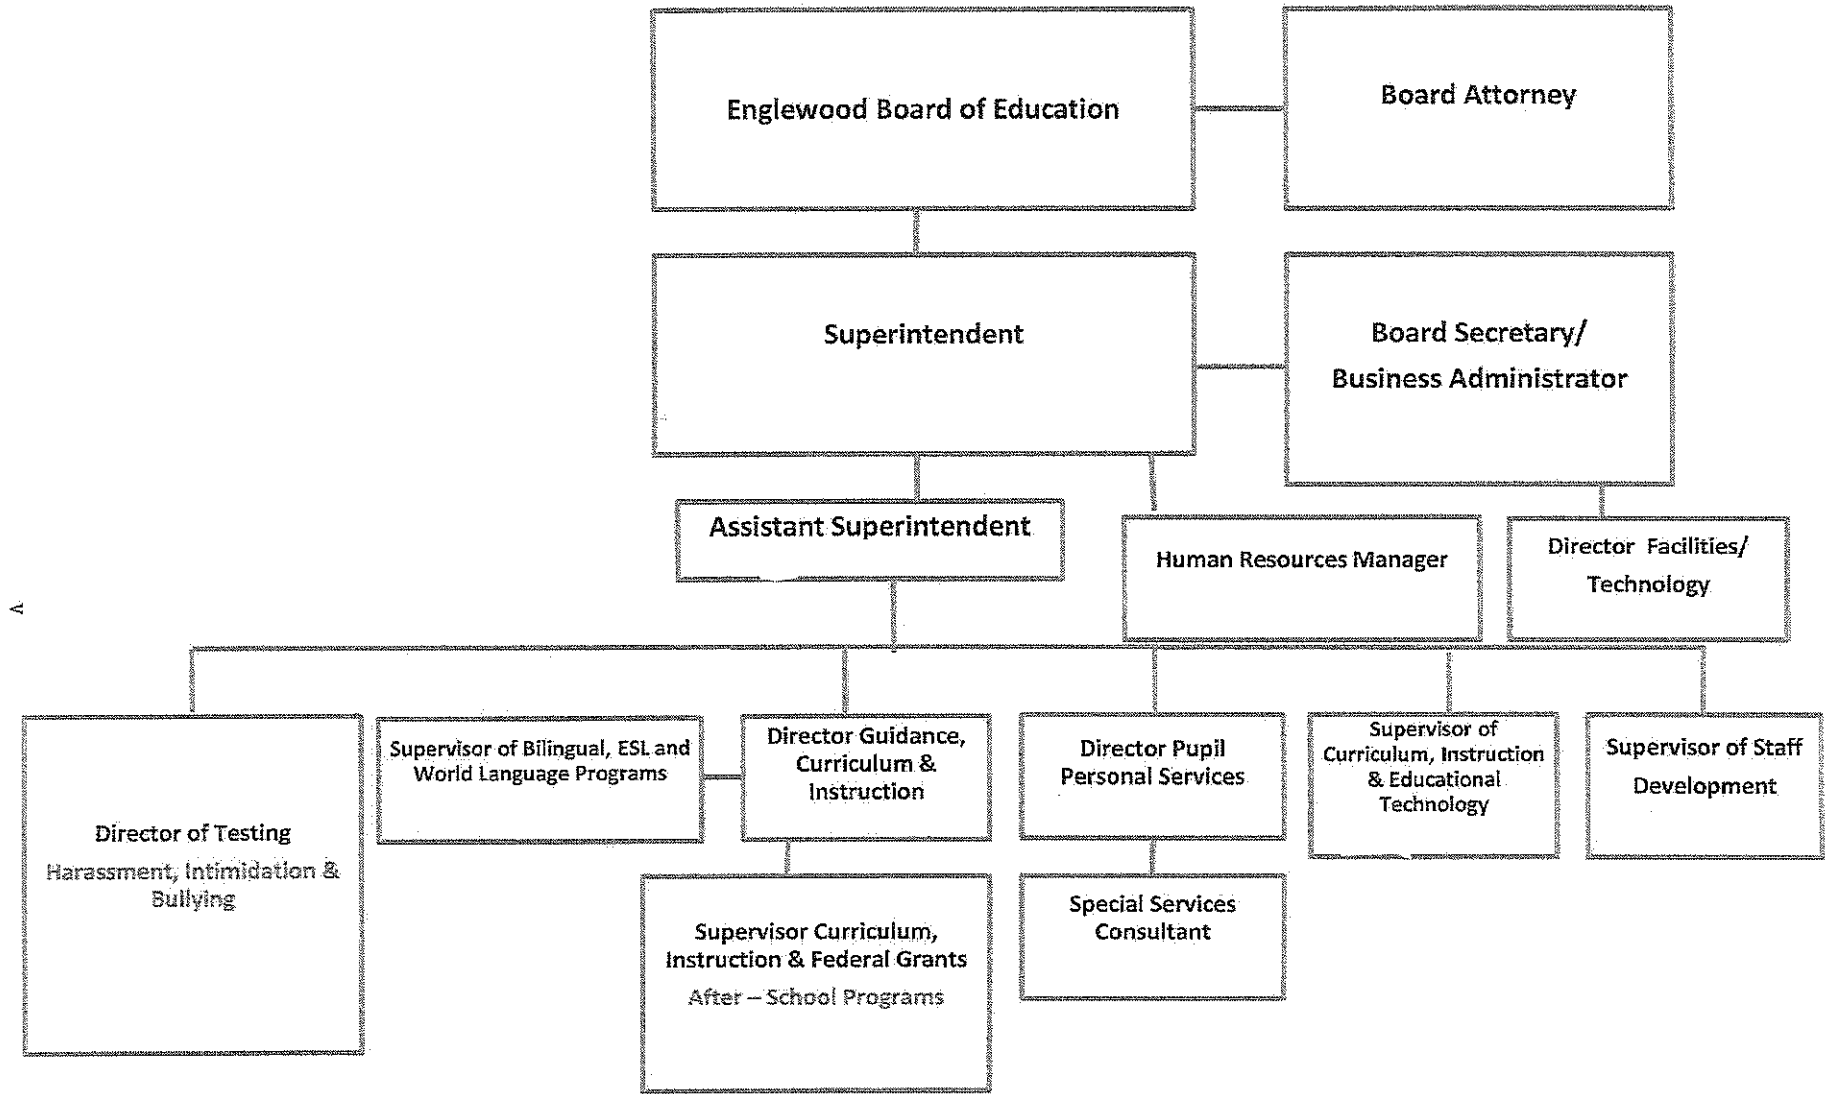 Englewood Board of Education
Board Attorney
Superintendent
Board Secretary/
Business Administrator
Assistant Superintendent
Human Resources Manager
Director Facilities/
Technology
Director of Testing
Harassment, Intimidation &
Bullying
Supervisor of Bilingual, ESL and
World Language Programs
Director Guidance,
Curriculum &
Instruction
Director Pupil
Personal Services
Supervisor of
Curriculum, Instruction
& Educational
Technology
Supervisor of Staff
Development
Supervisor Curriculum,
Instruction & Federal Grants
After – School Programs
Special Services
Consultant